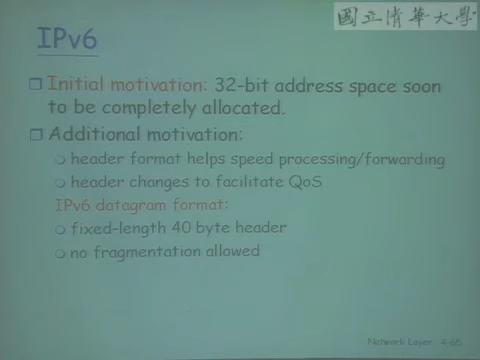 國立清華大學
IPv6
Initial motivation: 32-bit address space soon
to be completely allocated.
Additional motivation:
header format helps speed processing/forwarding
header changes to facilitate QoS
IPv6 datagram format:
fixed-length 40 byte header
no fragmentation allowed
Network Layer 4-65